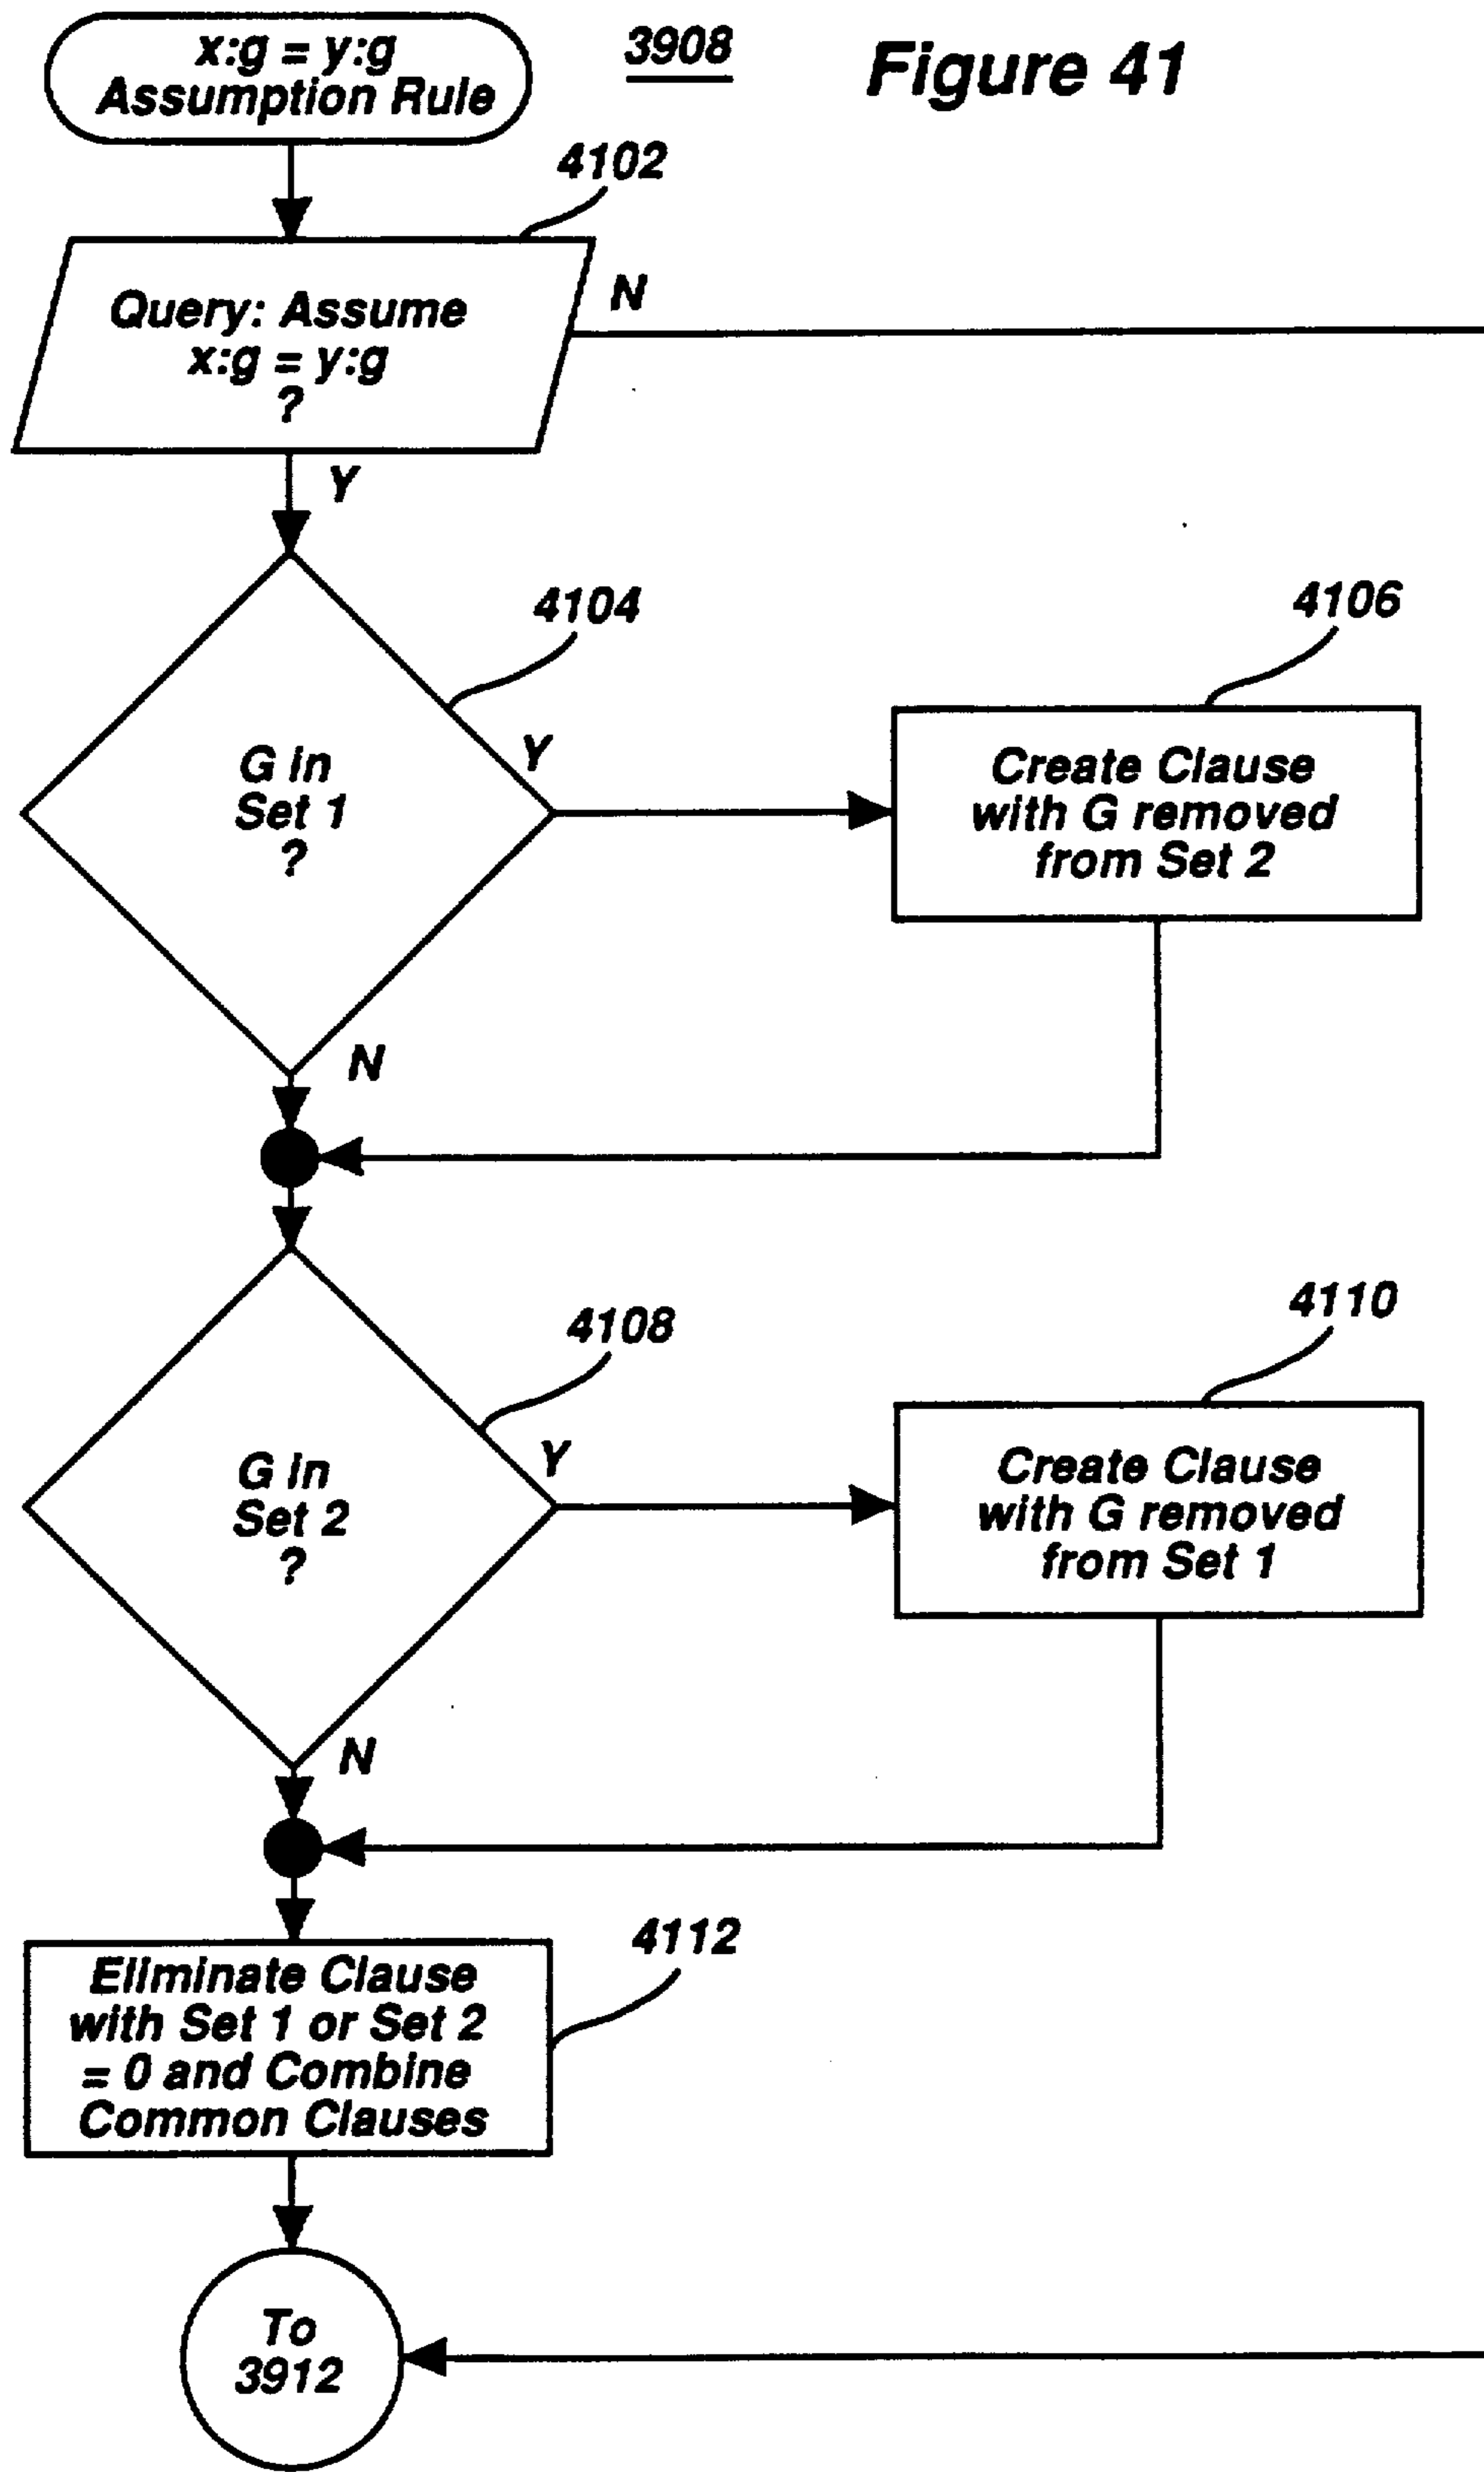 x:g = y:g
Assumption Rule
3908
Figure 41
4102
Query: Assume
x:g = y:g
?
N
Y
4104
G in
Set 1
?
Y
4106
Create Clause
with G removed
from Set 2
N
4108
G in
Set 2
?
Y
4110
Create Clause
with G removed
from Set 1
N
4112
Eliminate Clause
with Set 1 or Set 2
= 0 and Combine
Common Clauses
To
3912